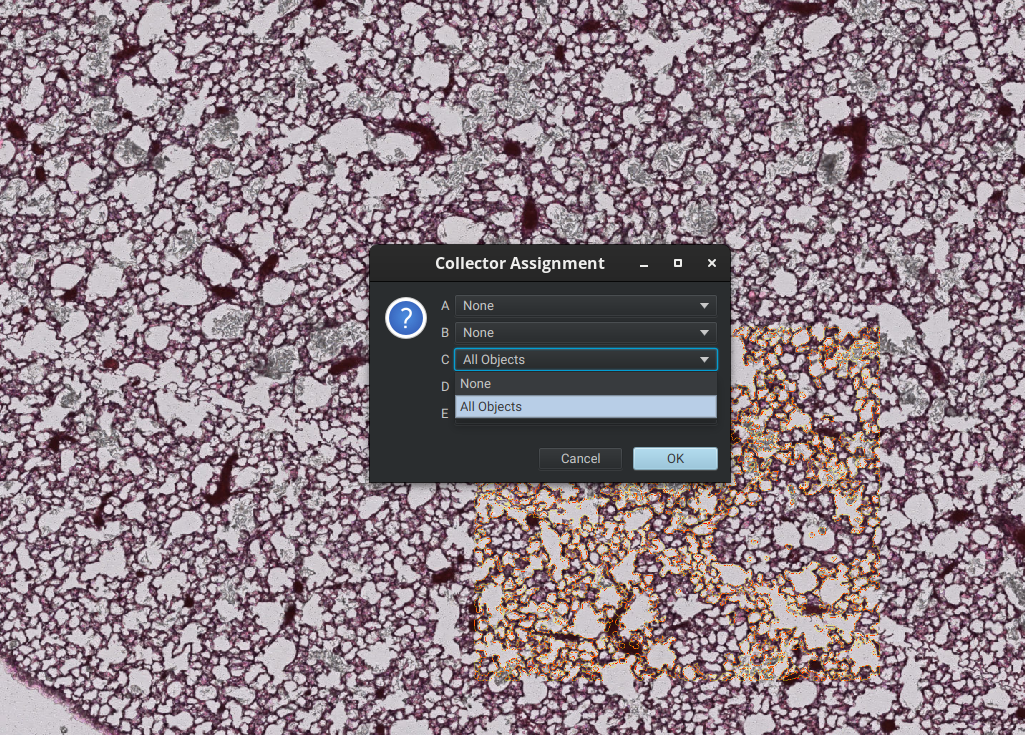 Collector Assignment
?
A None
B None
C All Objects
D None
E All Objects
Cancel OK